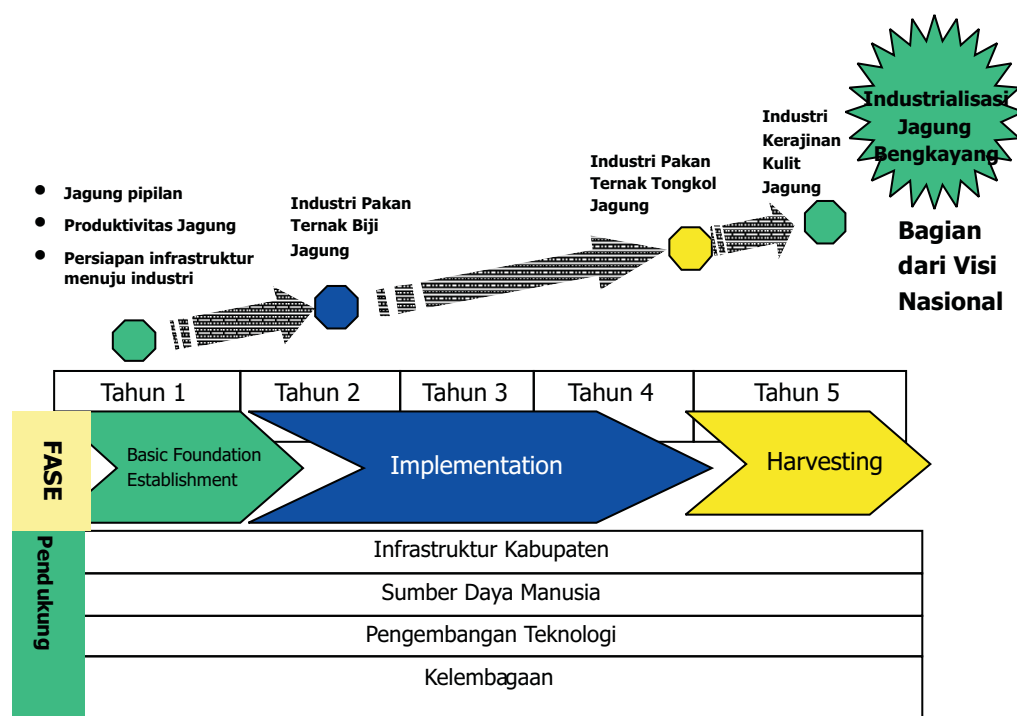 Industrialisasi
Jagung
Bengkayang
Bagian
dari Visi
Nasional
Industri
Kerajinan
Kulit
Jagung
Industri Pakan
Ternak Tongkol
Jagung
Industri Pakan
Ternak Biji
Jagung
• Jagung pipilan
• Produktivitas Jagung
• Persiapan infrastruktur
menuju industri
Tahun 1
Tahun 2
Tahun 3
Tahun 4
Tahun 5
FASE
Basic Foundation
Establishment
Implementation
Harvesting
Pendukung
Infrastruktur Kabupaten
Sumber Daya Manusia
Pengembangan Teknologi
Kelembagaan